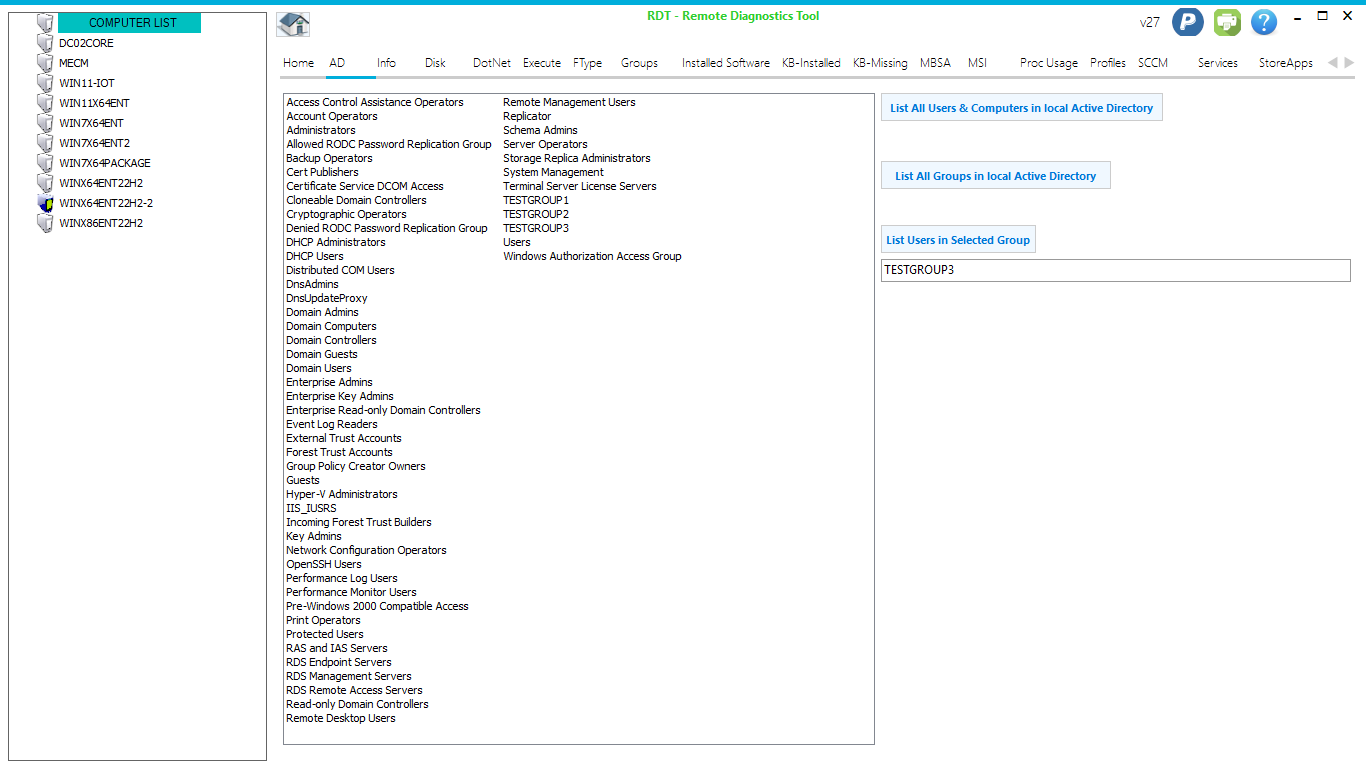 COMPUTER LIST
DC02CORE
MECM
WIN11-IOT
WIN11X64ENT
WIN7X64ENT
WIN7X64ENT2
WIN7X64PACKAGE
WINX64ENT22H2
WINX64ENT22H2-2
WINX86ENT22H2
RDT - Remote Diagnostics Tool
v27
P
?
Home AD Info Disk DotNet Execute FType Groups Installed Software KB-Installed KB-Missing MBSA MSI Proc Usage Profiles SCCM Services StoreApps
Access Control Assistance Operators
Account Operators
Administrators
Allowed RODC Password Replication Group
Backup Operators
Cert Publishers
Certificate Service DCOM Access
Cloneable Domain Controllers
Cryptographic Operators
Denied RODC Password Replication Group
DHCP Administrators
DHCP Users
Distributed COM Users
DnsAdmins
DnsUpdateProxy
Domain Admins
Domain Computers
Domain Controllers
Domain Guests
Domain Users
Enterprise Admins
Enterprise Key Admins
Enterprise Read-only Domain Controllers
Event Log Readers
External Trust Accounts
Forest Trust Accounts
Group Policy Creator Owners
Guests
Hyper-V Administrators
IIS_IUSRS
Incoming Forest Trust Builders
Key Admins
Network Configuration Operators
OpenSSH Users
Performance Log Users
Performance Monitor Users
Pre-Windows 2000 Compatible Access
Print Operators
Protected Users
RAS and IAS Servers
RDS Endpoint Servers
RDS Management Servers
RDS Remote Access Servers
Read-only Domain Controllers
Remote Desktop Users
Remote Management Users
Replicator
Schema Admins
Server Operators
Storage Replica Administrators
System Management
Terminal Server License Servers
TESTGROUP1
TESTGROUP2
TESTGROUP3
Users
Windows Authorization Access Group
List All Users & Computers in local Active Directory
List All Groups in local Active Directory
List Users in Selected Group
TESTGROUP3